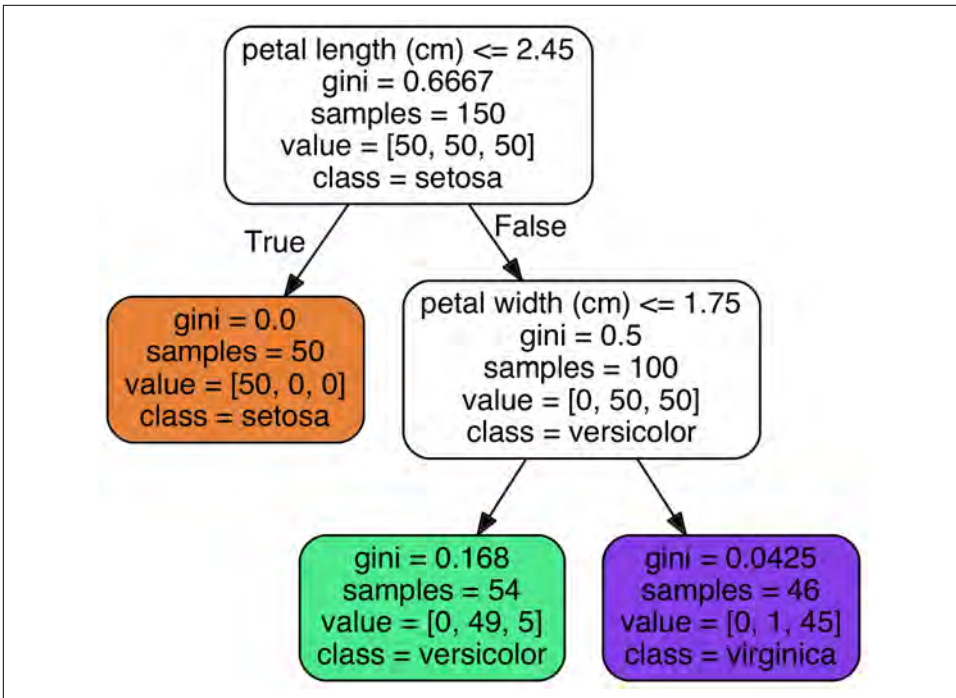 petal length (cm) <= 2.45
gini = 0.6667
samples = 150
value = [50, 50, 50]
class = setosa
True
False
gini = 0.0
samples = 50
value = [50, 0, 0]
class = setosa
petal width (cm) <= 1.75
gini = 0.5
samples = 100
value = [0, 50, 50]
class = versicolor
gini = 0.168
samples = 54
value = [0, 49, 5]
class = versicolor
gini = 0.0425
samples = 46
value = [0, 1, 45]
class = virginica